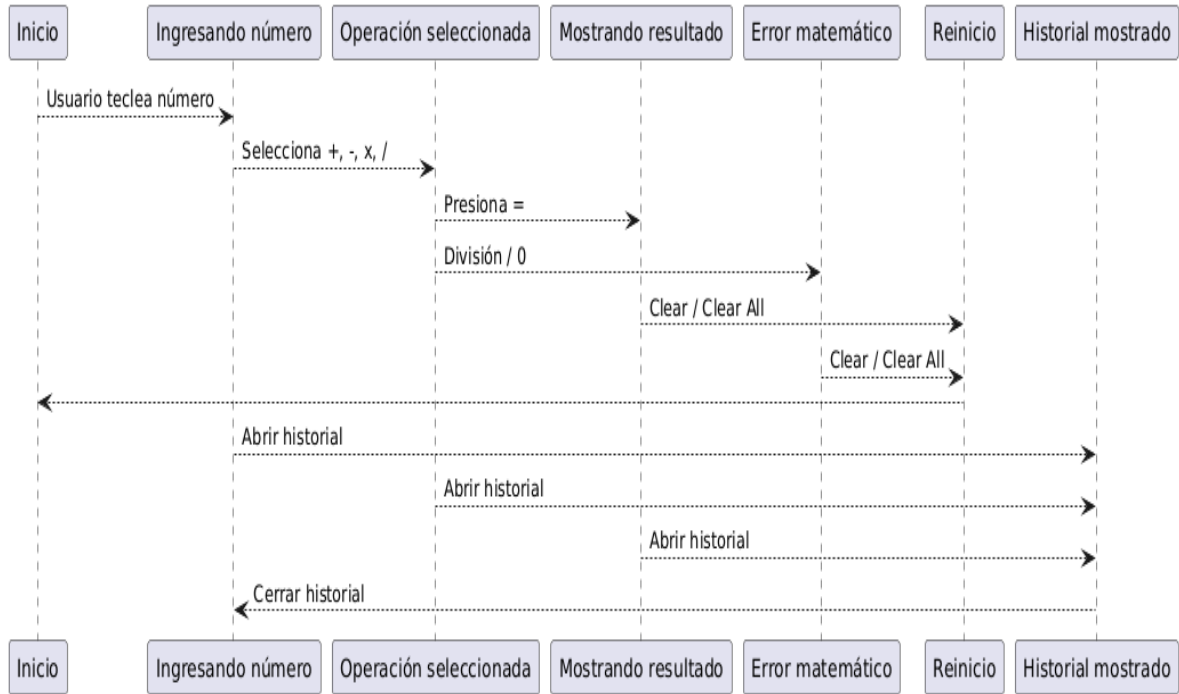 Inicio
Ingresando número
Operación seleccionada
Mostrando resultado
Error matemático
Reinicio
Historial mostrado
Usuario teclea número
Selecciona +, -, x, /
Presiona =
División / 0
Clear / Clear All
Clear / Clear All
Abrir historial
Abrir historial
Abrir historial
Cerrar historial
Inicio
Ingresando número
Operación seleccionada
Mostrando resultado
Error matemático
Reinicio
Historial mostrado